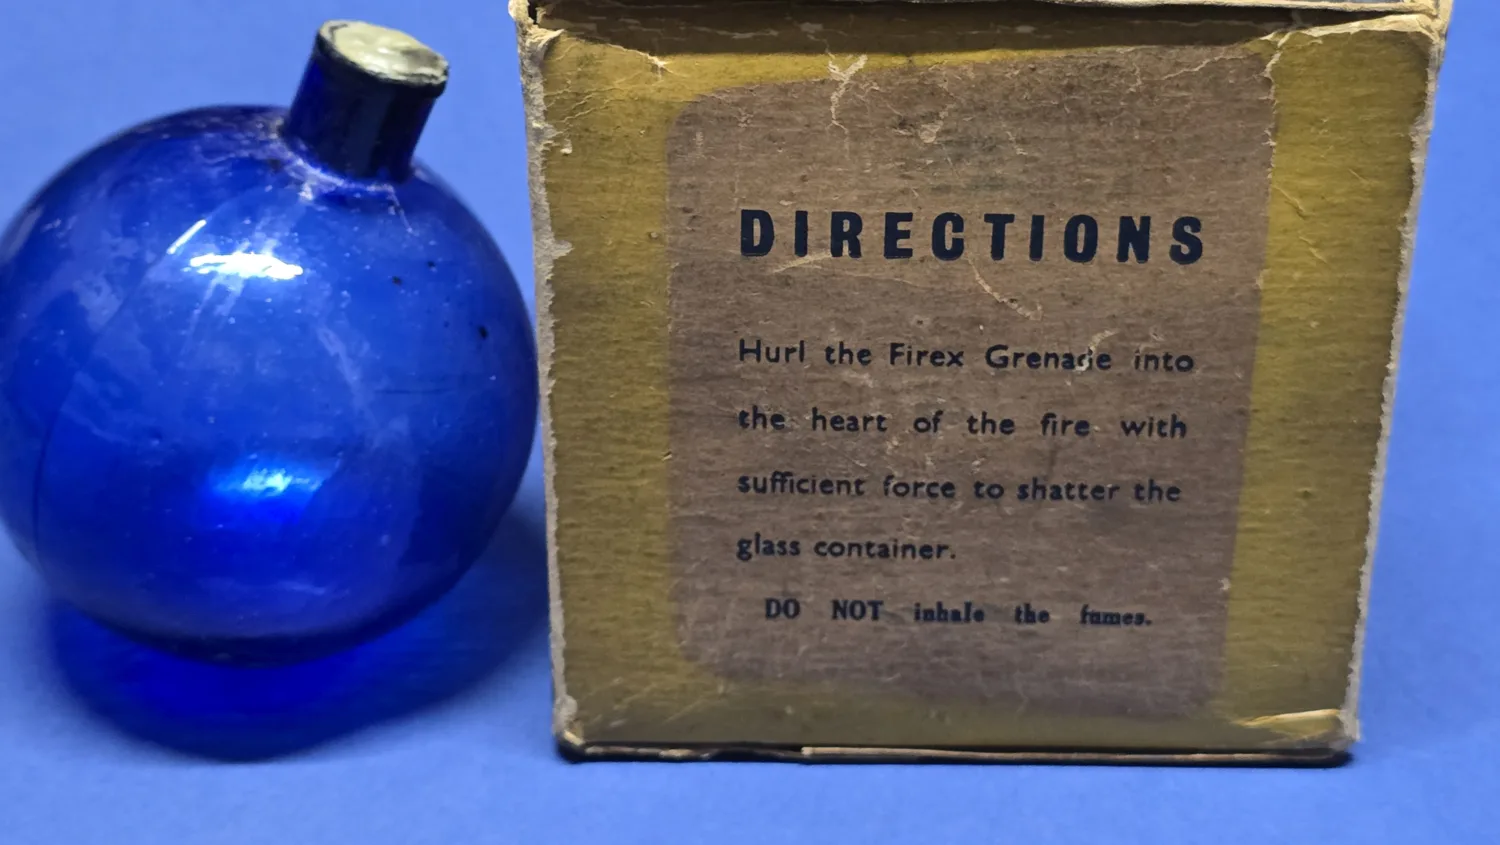 DIRECTIONS
Hurl the Firex Grenade into
the heart of the fire with
sufficient force to shatter the
glass container.
DO NOT inhale the fumes.